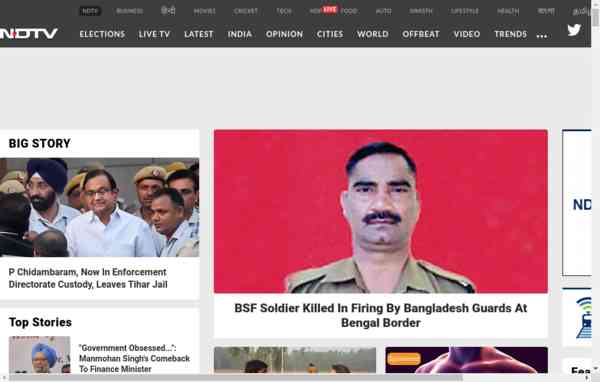 NDTV BUSINESS हिन्दी MOVIES CRICKET TECH HOP LIVE FOOD AUTO SWASTH LIFESTYLE HEALTH বাংলা தமிழ்
NDTV ELECTIONS LIVE TV LATEST INDIA OPINION CITIES WORLD OFFBEAT VIDEO TRENDS ...
BIG STORY
P Chidambaram, Now In Enforcement
Directorate Custody, Leaves Tihar Jail
Top Stories
"Government Obsessed...":
Manmohan Singh's Comeback
To Finance Minister
BSF Soldier Killed In Firing By Bangladesh Guards At
Bengal Border
ND
Fea